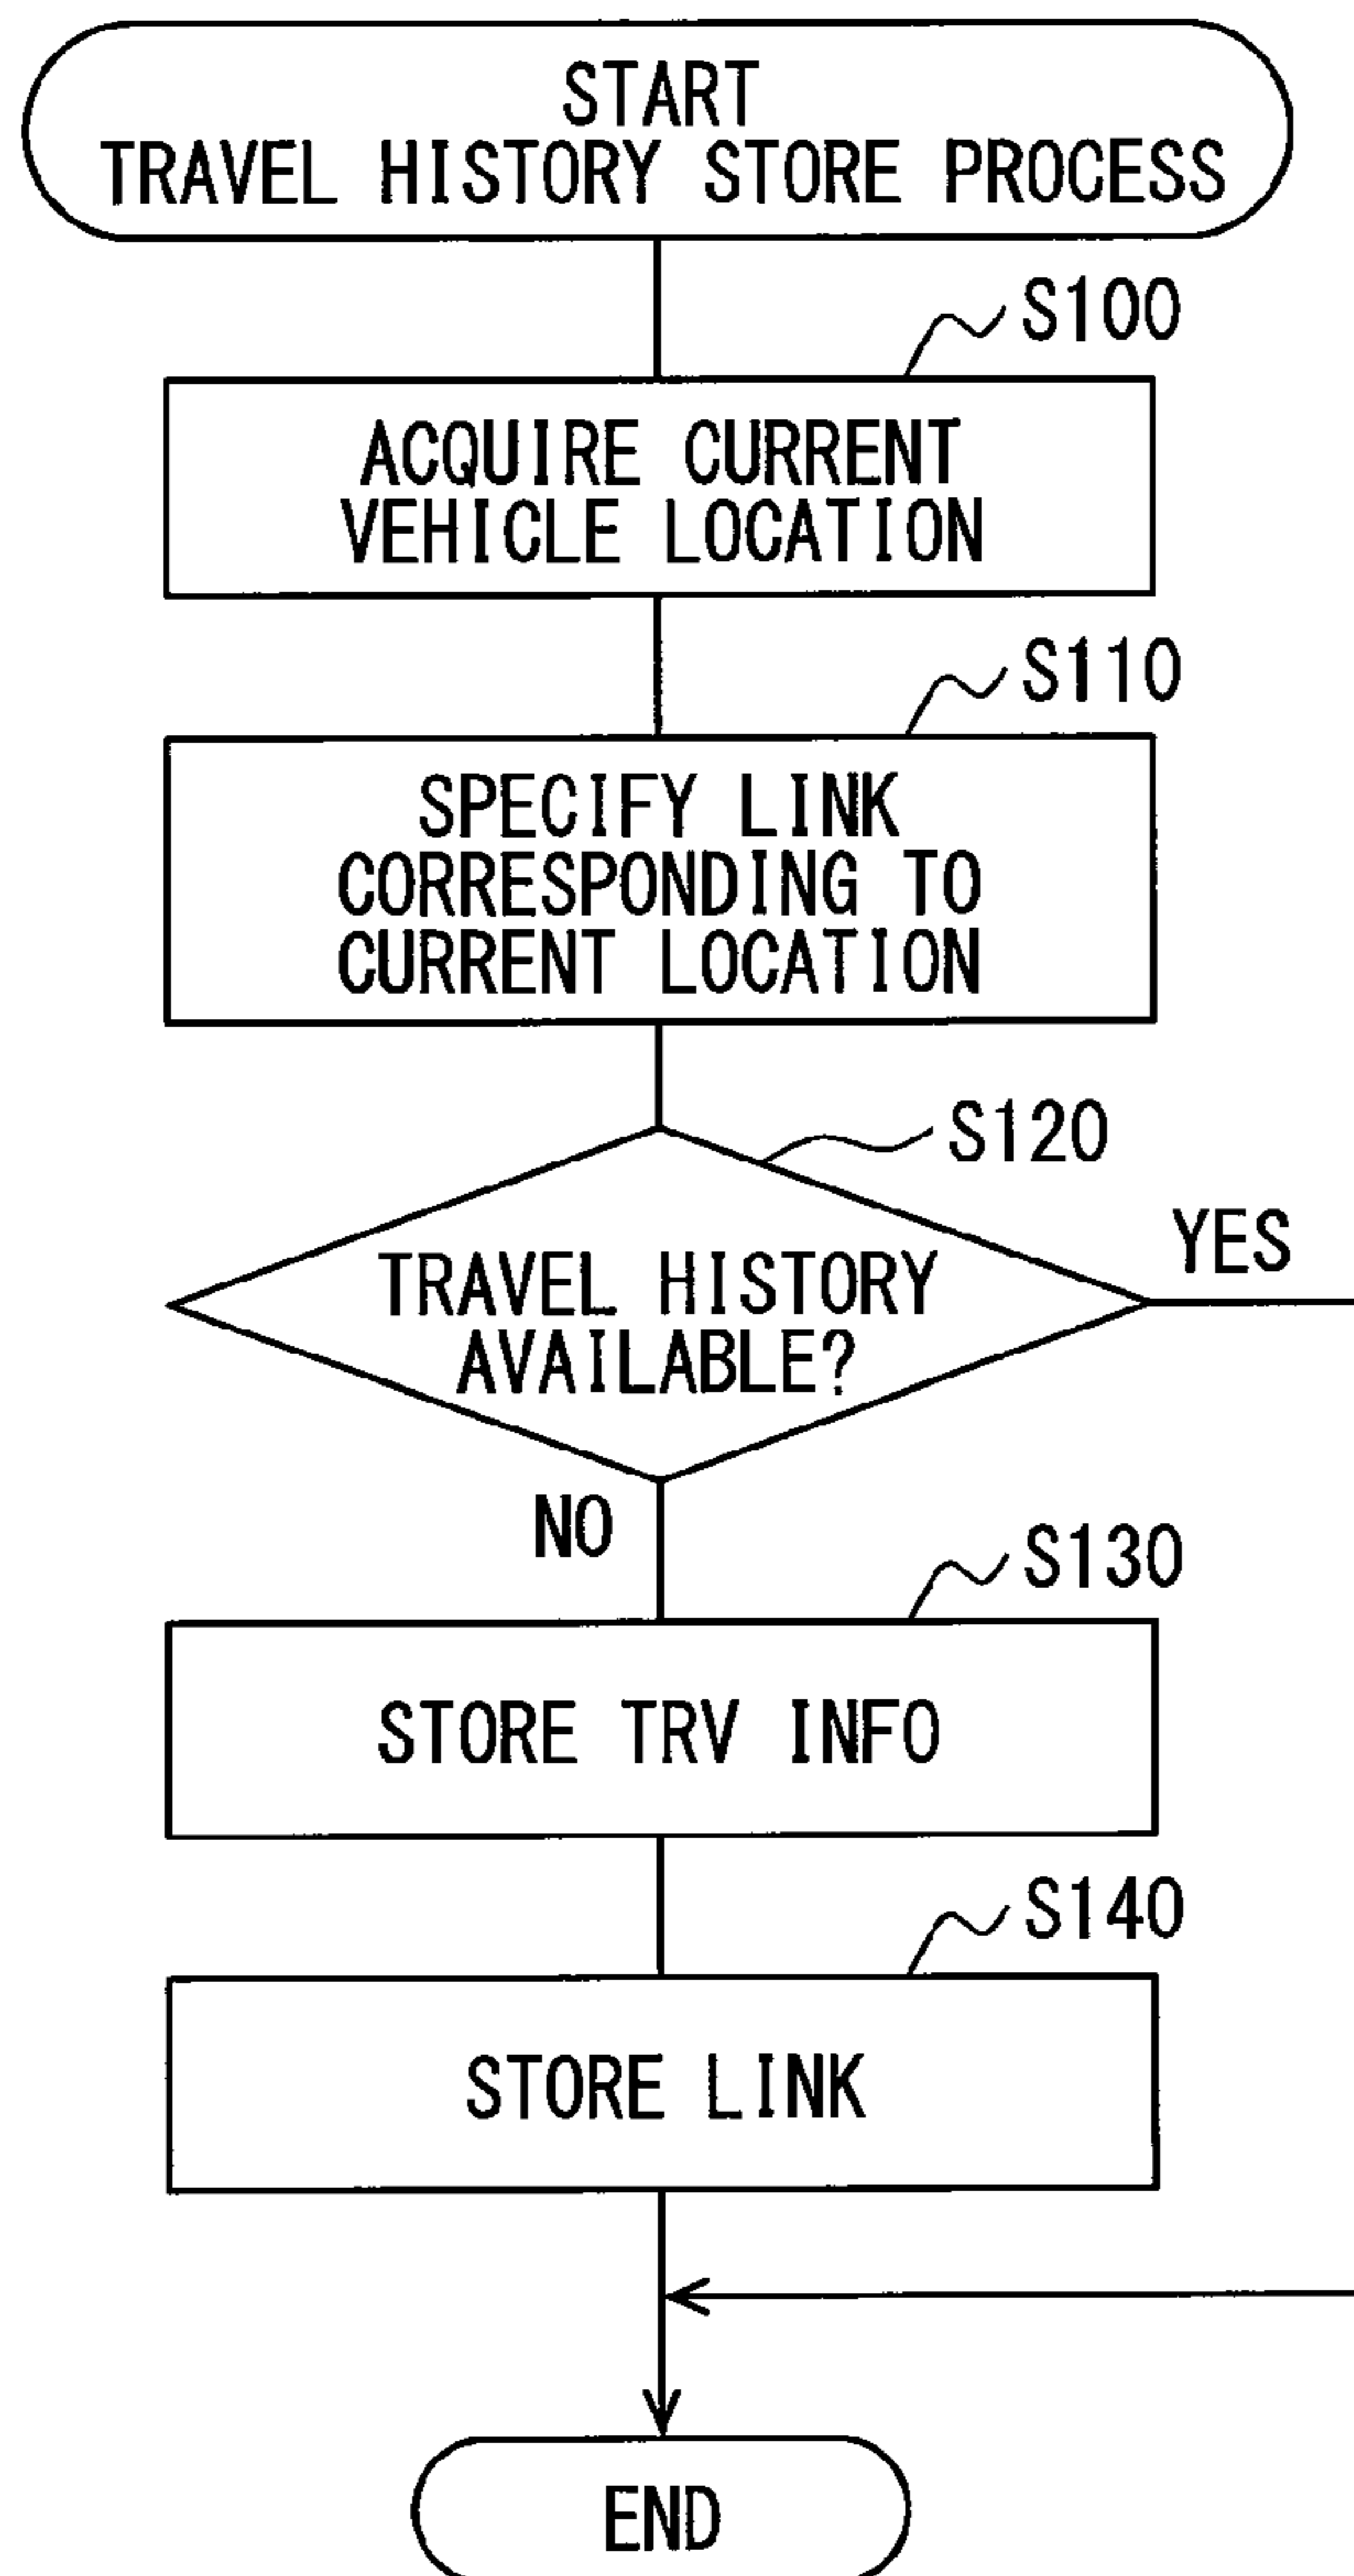 START
TRAVEL HISTORY STORE PROCESS
S100
ACQUIRE CURRENT
VEHICLE LOCATION
S110
SPECIFY LINK
CORRESPONDING TO
CURRENT LOCATION
S120
YES
TRAVEL HISTORY
AVAILABLE?
NO
S130
STORE TRV INFO
S140
STORE LINK
END